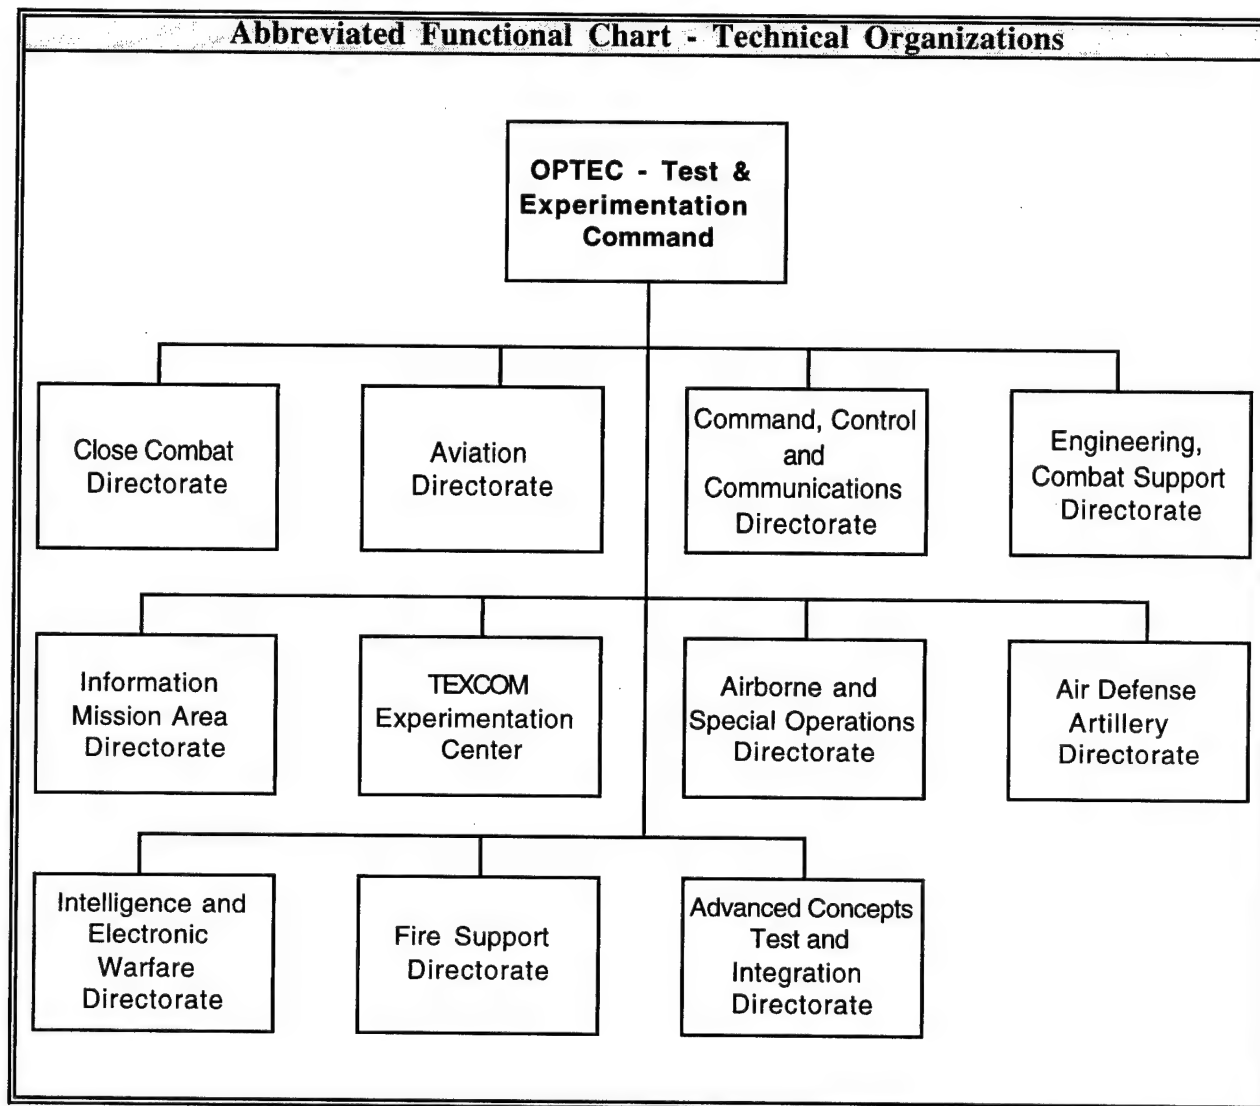 Abbreviated Functional Chart - Technical Organizations
OPTEC - Test &
Experimentation
Command
Close Combat
Directorate
Aviation
Directorate
Command, Control
and
Communications
Directorate
Engineering,
Combat Support
Directorate
Information
Mission Area
Directorate
TEXCOM
Experimentation
Center
Airborne and
Special Operations
Directorate
Air Defense
Artillery
Directorate
Intelligence and
Electronic
Warfare
Directorate
Fire Support
Directorate
Advanced Concepts
Test and
Integration
Directorate